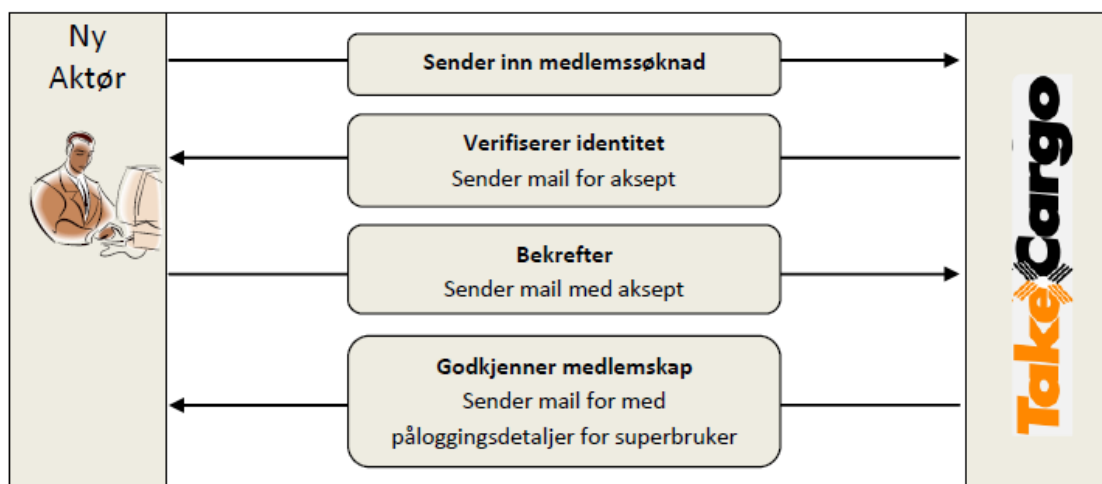 Ny
Aktør
Sender inn medlemssøknad
Verifiserer identitet
Sender mail for aksept
Bekrefter
Sender mail med aksept
Godkjenner medlemskap
Sender mail for med
påloggingsdetaljer for superbruker
TakeCargo